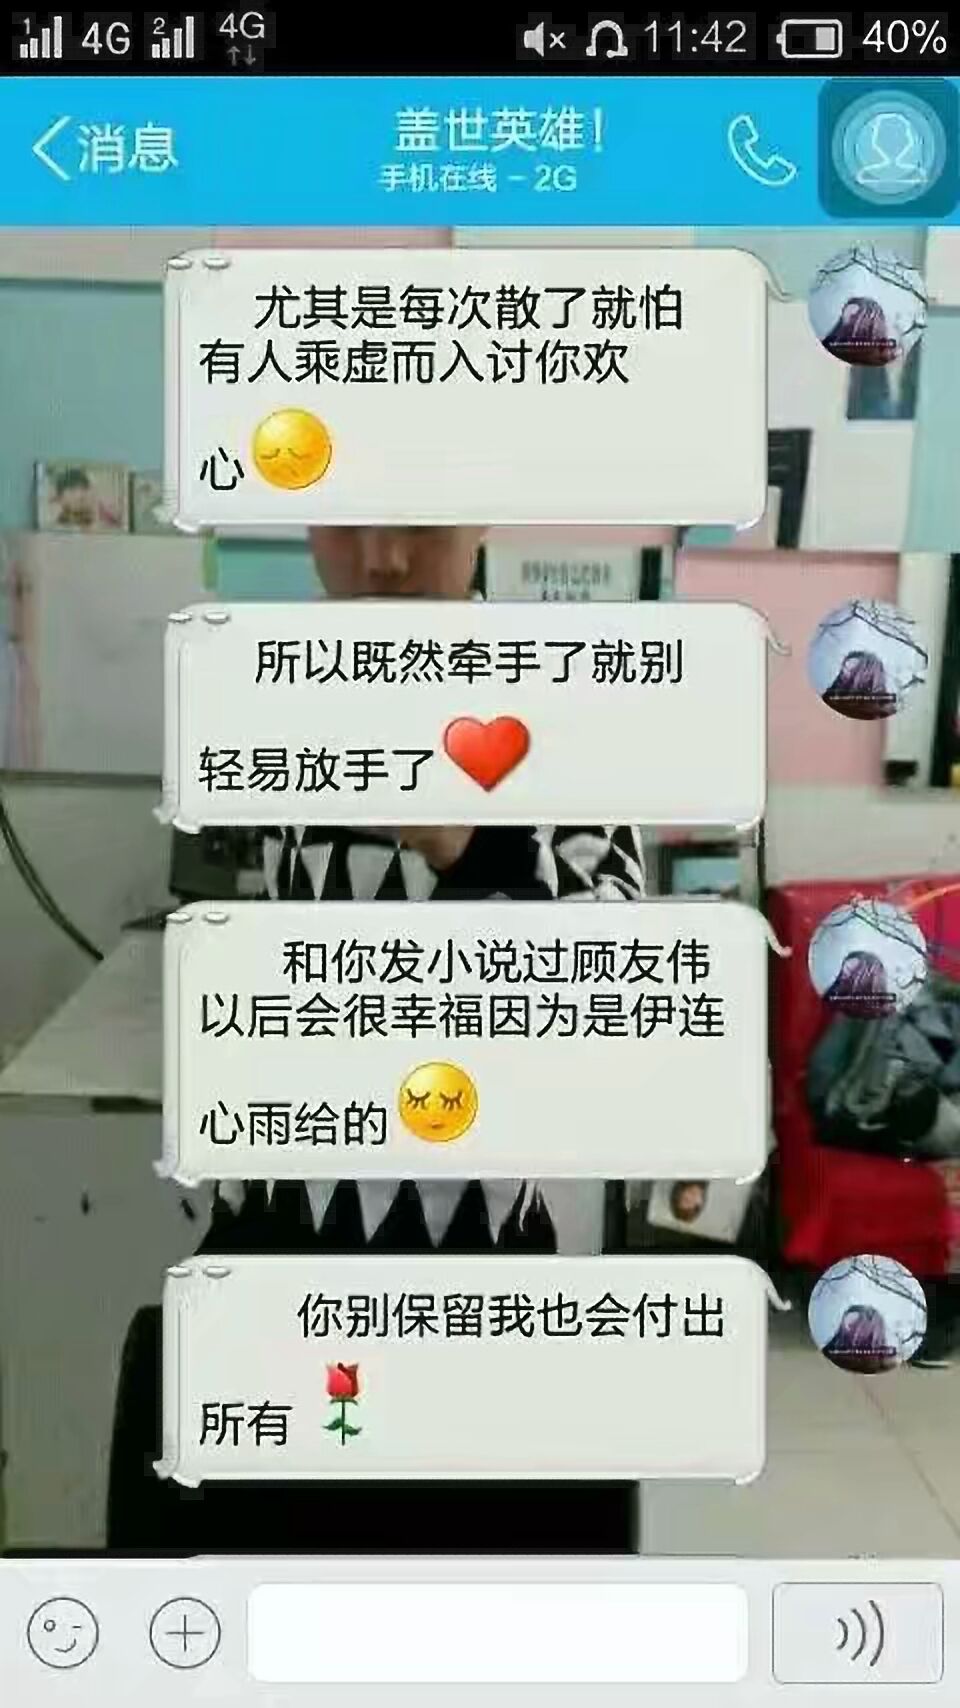 1 4G 2 4G 11:42 40%
消息
盖世英雄！
手机在线 - 2G
尤其是每次散了就怕
有人乘虚而入讨你欢
心
所以既然牵手了就别
轻易放手了
和你发小说过顾友伟
以后会很幸福因为是伊连
心雨给的
你别保留我也会付出
所有